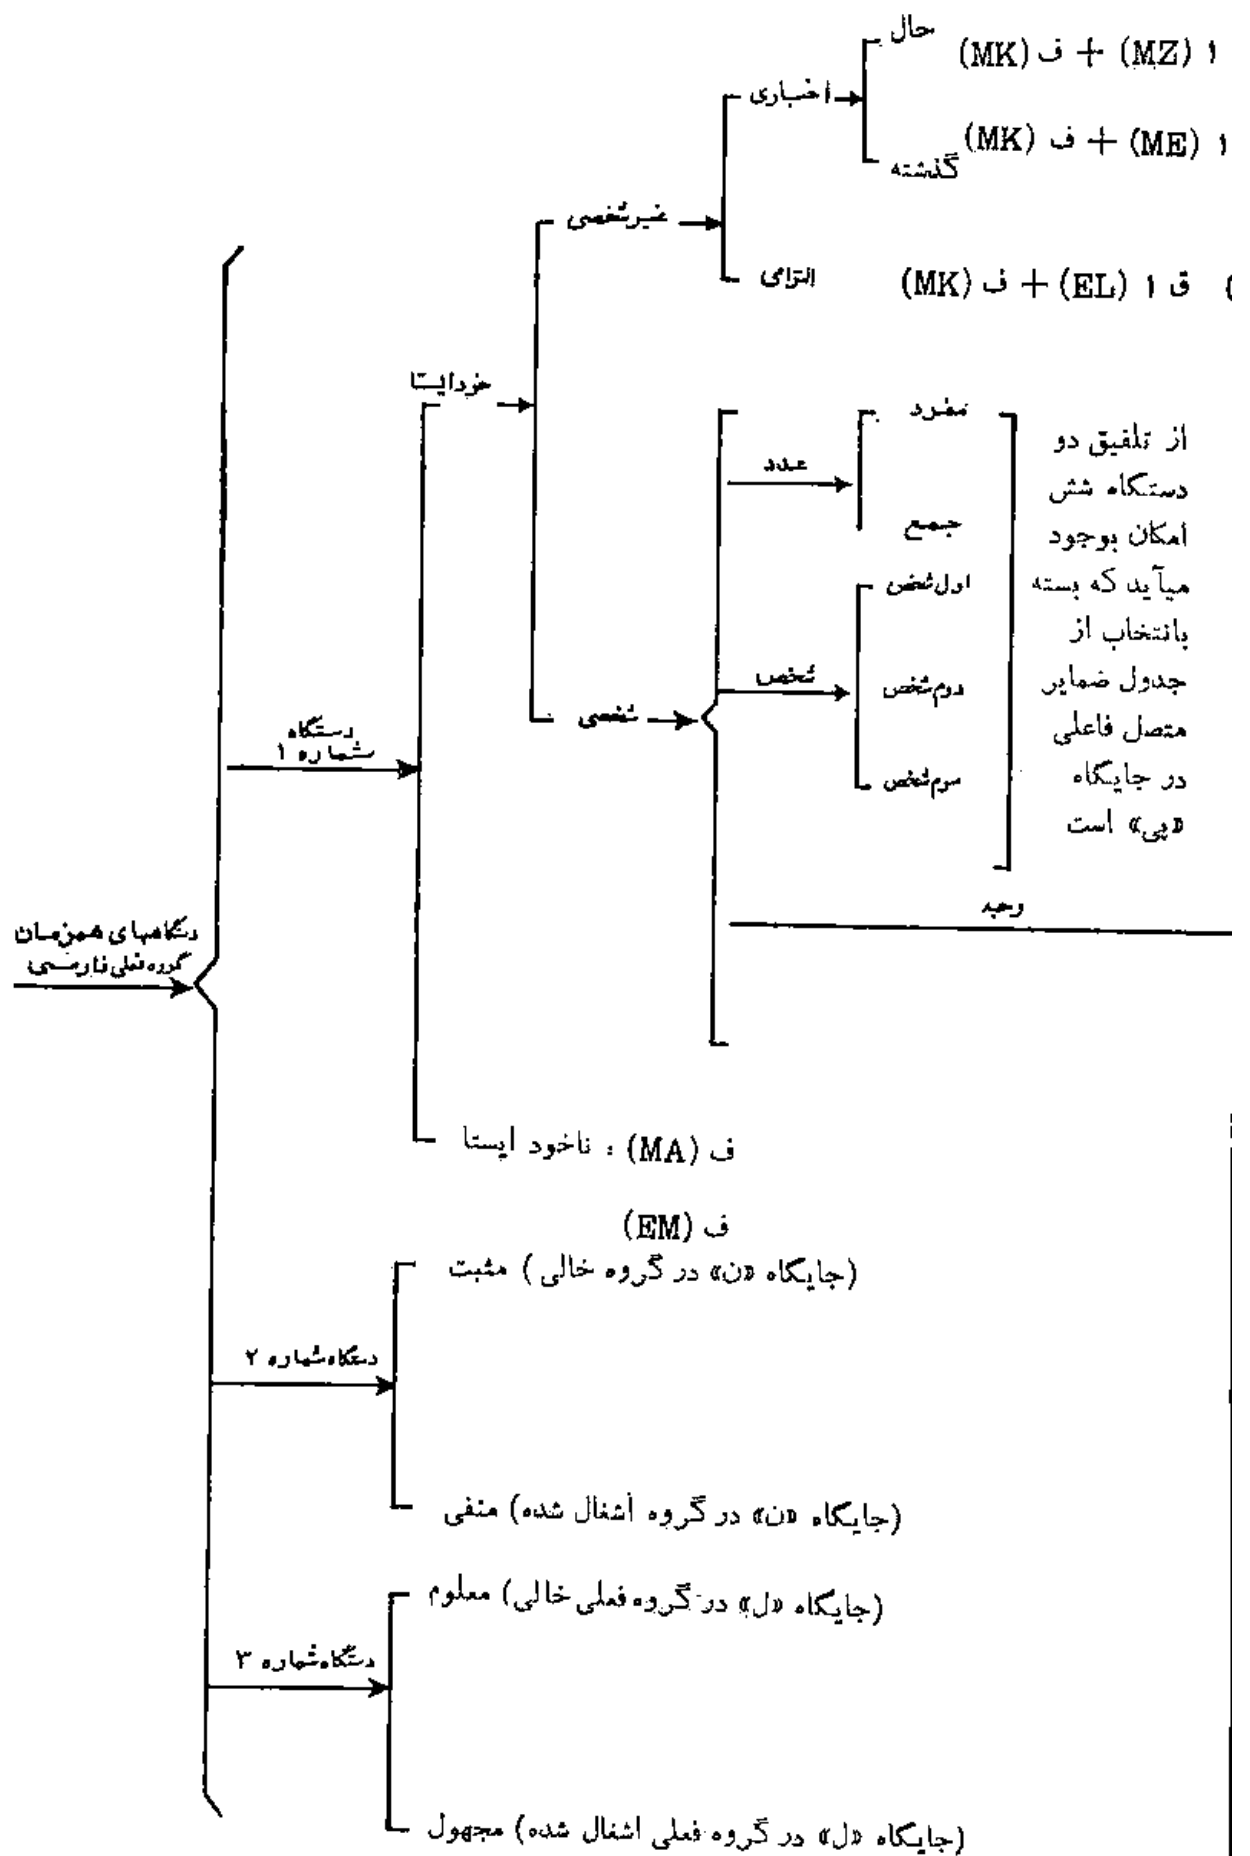 حال
ا (MZ) + ف (MK)
اخباری
گذشته
ا (ME) + ف (MK)
غیرشخصی
التزامی
ق ا (EL) + ف (MK)
خودایستا
مفرد
عدد
جمع
اول شخص
شخص
دوم شخص
سوم شخص
شخصی
از تلفیق دو
دستگاه شش
امکان بوجود
میآید که بسته
بانتخاب از
جدول ضمایر
متصل فاعلی
در جایگاه
«پی» است
دستگاه
شماره ۱
وجه
دستگاههای همزمان
گروه فعلی فارسی
ناخود ایستا : ف (MA)
ف (EM)
مثبت (جایگاه «ن» در گروه خالی)
دستگاه شماره ۲
منفی (جایگاه «ن» در گروه أشغال شده)
معلوم (جایگاه «ل» در گروه فعلی خالی)
دستگاه شماره ۳
مجهول (جایگاه «ل» در گروه فعلی اشغال شده)